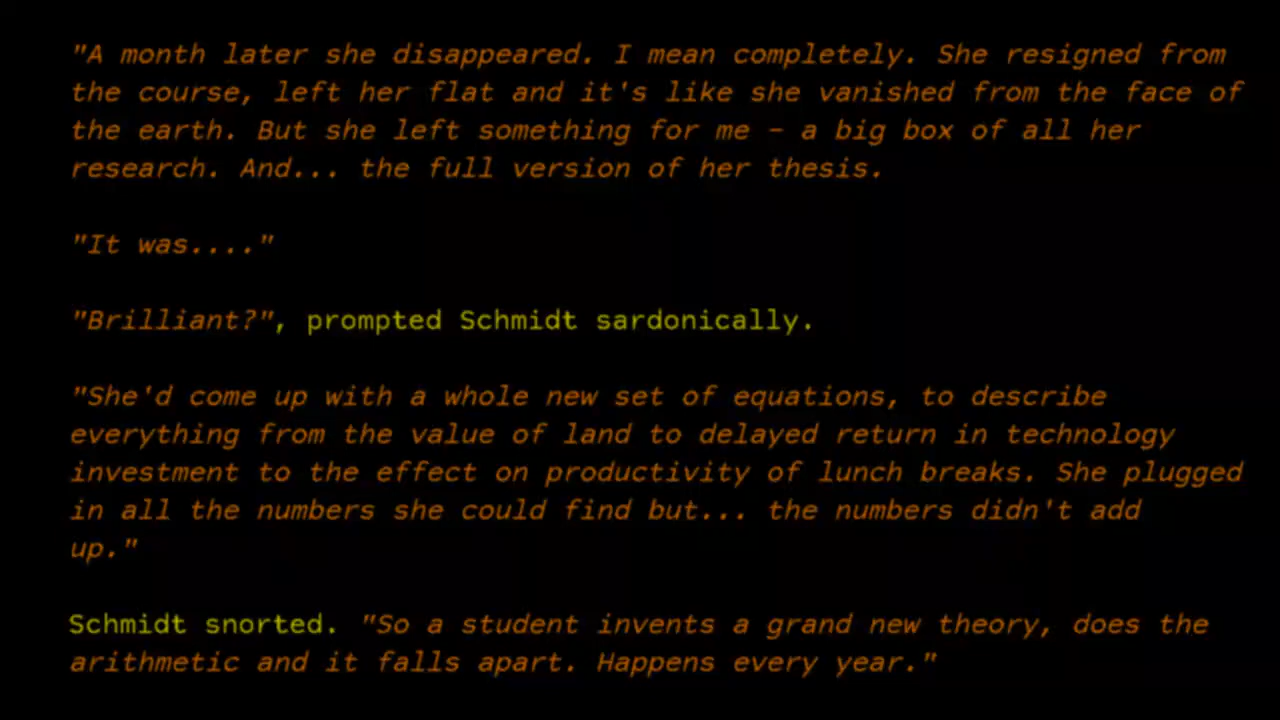 "A month later she disappeared. I mean completely. She resigned from
the course, left her flat and it's like she vanished from the face of
the earth. But she left something for me – a big box of all her
research. And... the full version of her thesis.
"It was...."
"Brilliant?", prompted Schmidt sardonically.
"She'd come up with a whole new set of equations, to describe
everything from the value of land to delayed return in technology
investment to the effect on productivity of lunch breaks. She plugged
in all the numbers she could find but... the numbers didn't add
up."
Schmidt snorted. "So a student invents a grand new theory, does the
arithmetic and it falls apart. Happens every year."